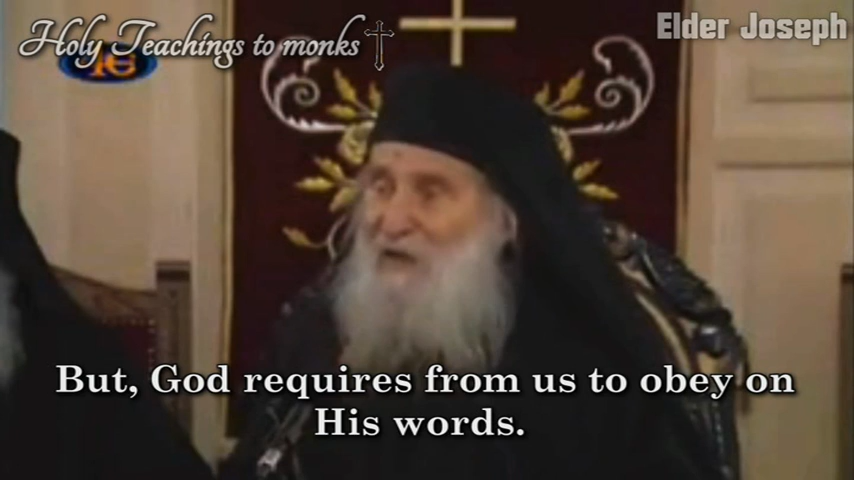 Holy Teachings to monks
Elder Joseph
But, God requires from us to obey on
His words.